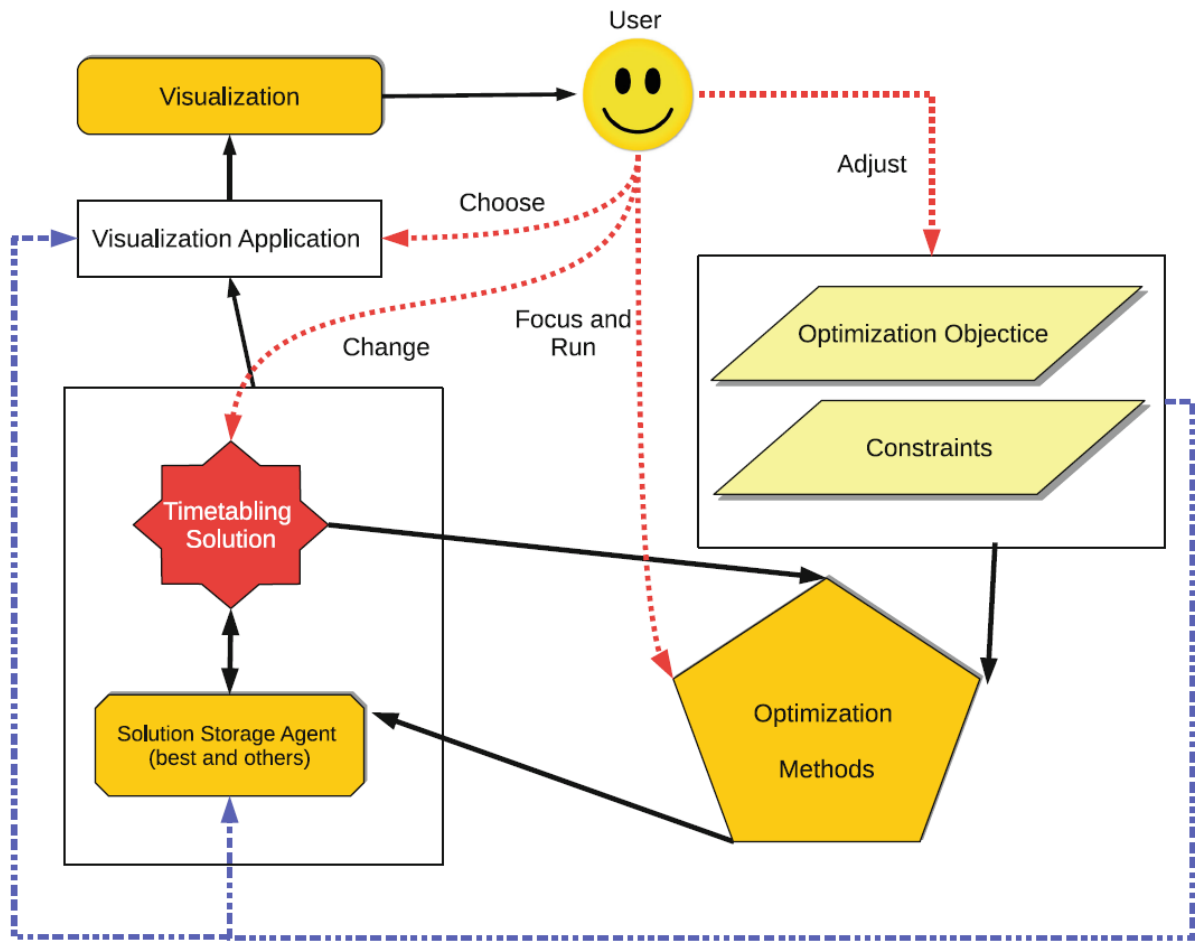 User
Visualization
Adjust
Choose
Visualization Application
Focus and
Run
Change
Optimization Objectice
Constraints
Timetabling
Solution
Optimization
Methods
Solution Storage Agent
(best and others)